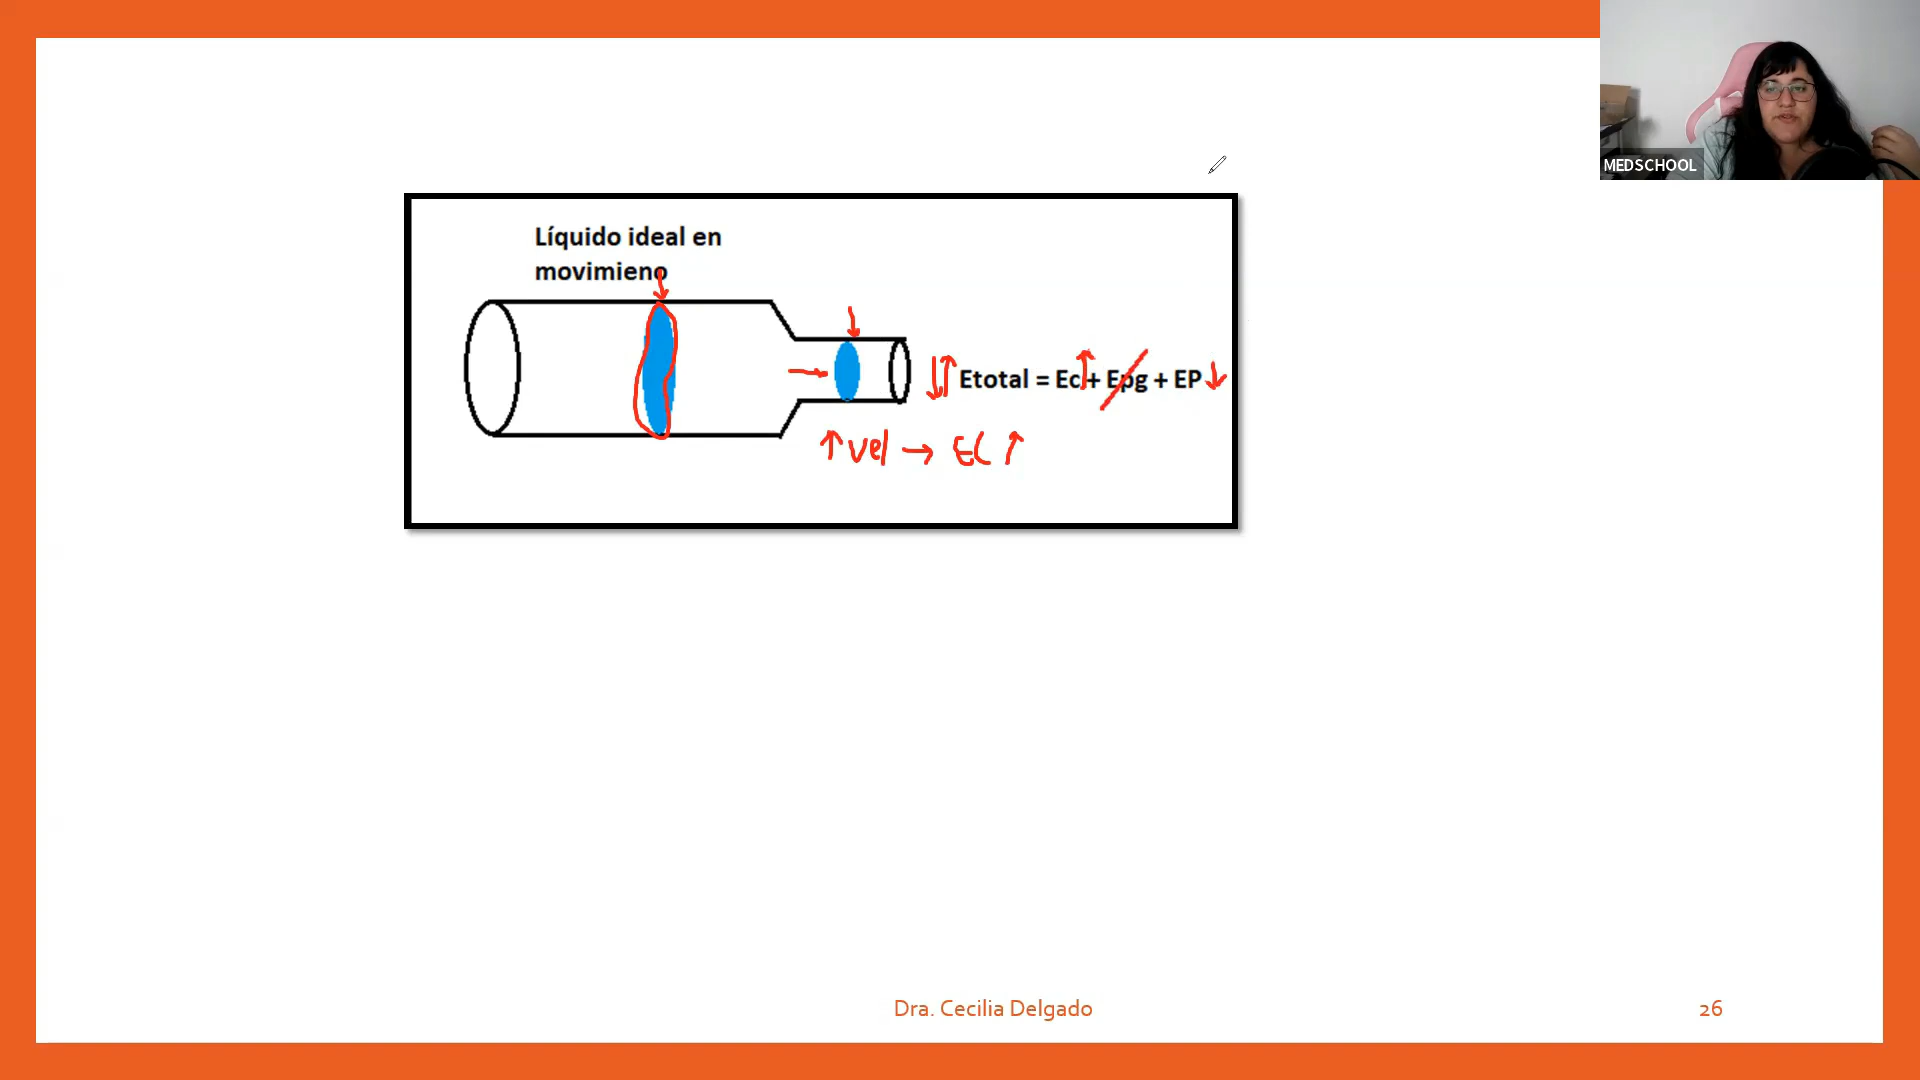 MEDSCHOOL
Líquido ideal en
movimieno
↓↑ Etotal = Ec↑ + Epg + EP ↓
↑ Vel → EC ↑
Dra. Cecilia Delgado
26